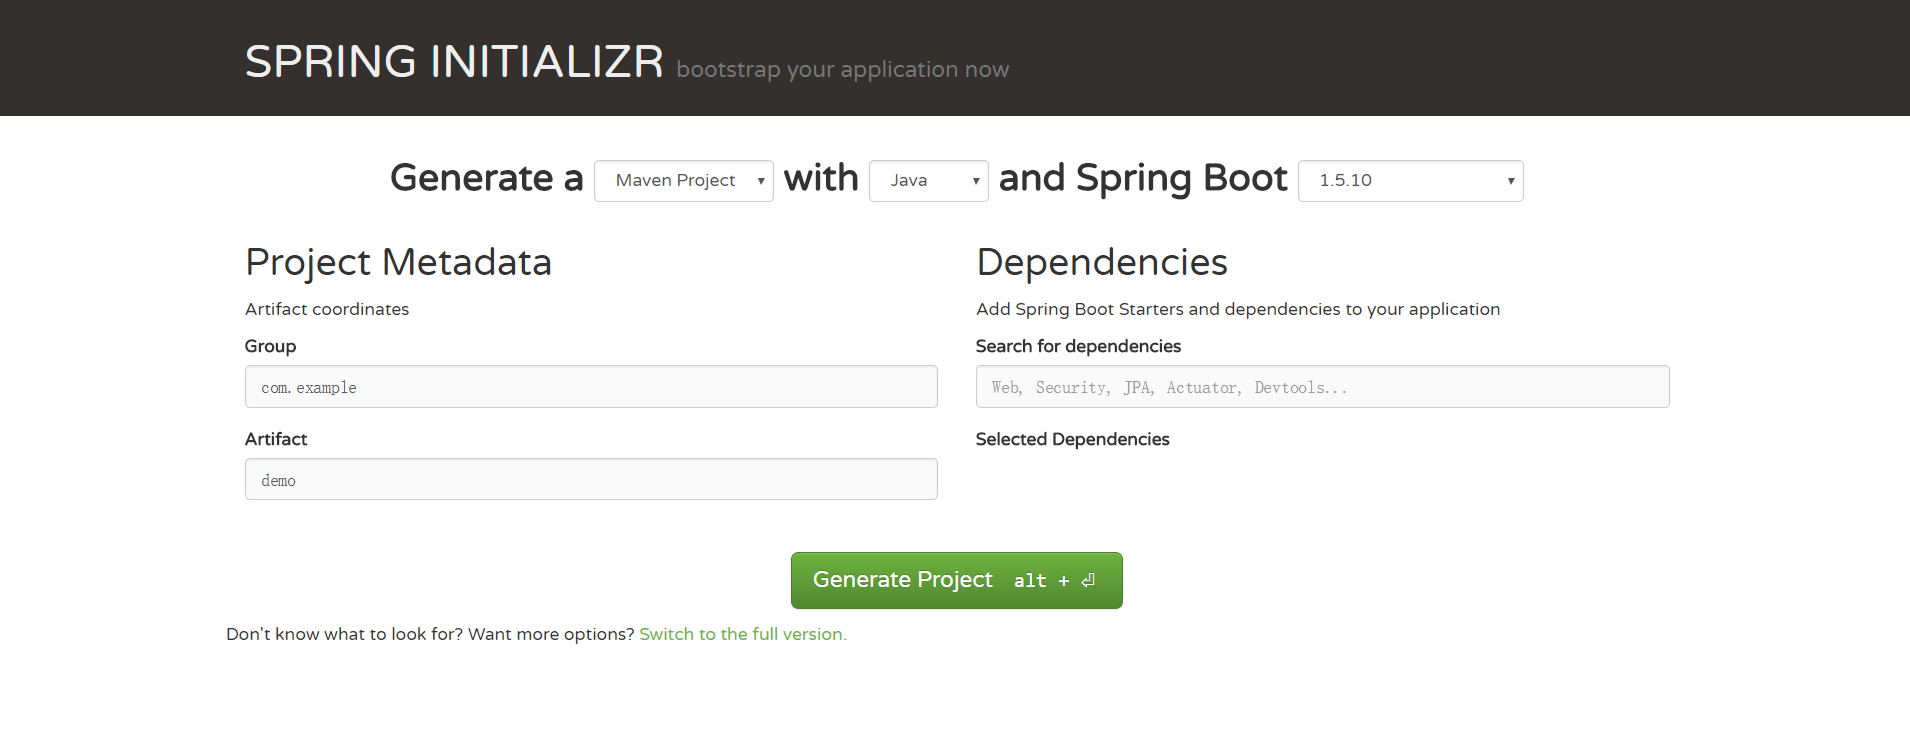 SPRING INITIALIZR bootstrap your application now
Generate a Maven Project with Java and Spring Boot 1.5.10
Project Metadata
Artifact coordinates
Group
com.example
Artifact
demo
Dependencies
Add Spring Boot Starters and dependencies to your application
Search for dependencies
Web, Security, JPA, Actuator, Devtools...
Selected Dependencies
Generate Project alt + ⏎
Don't know what to look for? Want more options? Switch to the full version.